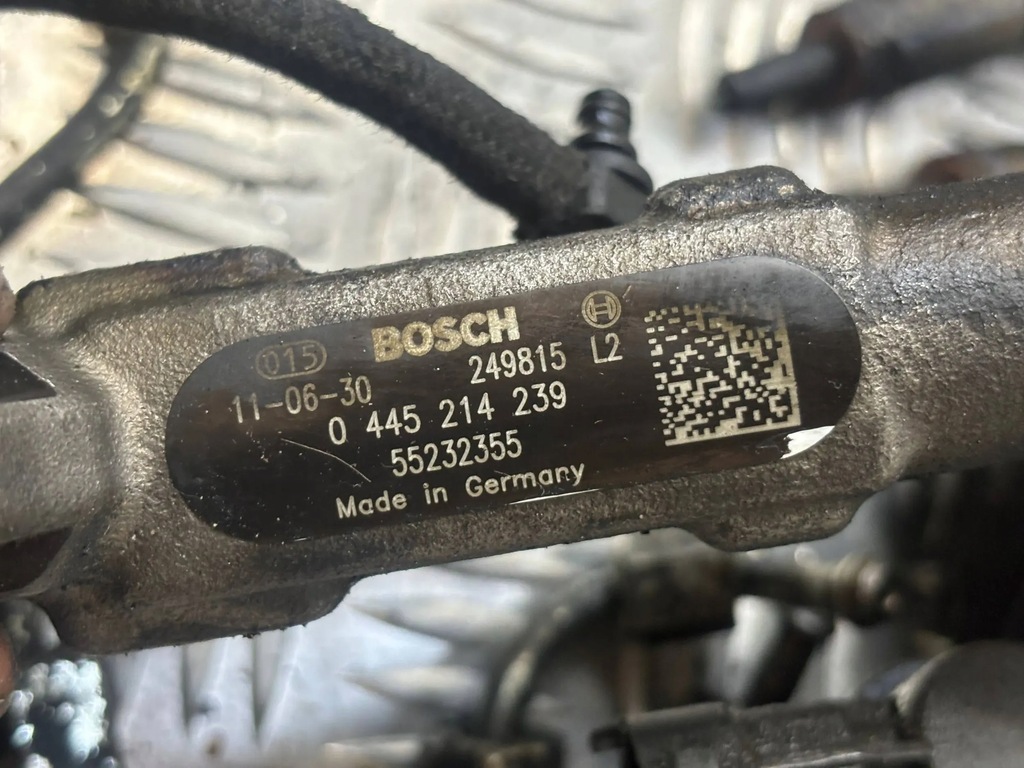 015 BOSCH
11-06-30 249815 L2
0 445 214 239
55232355
Made in Germany